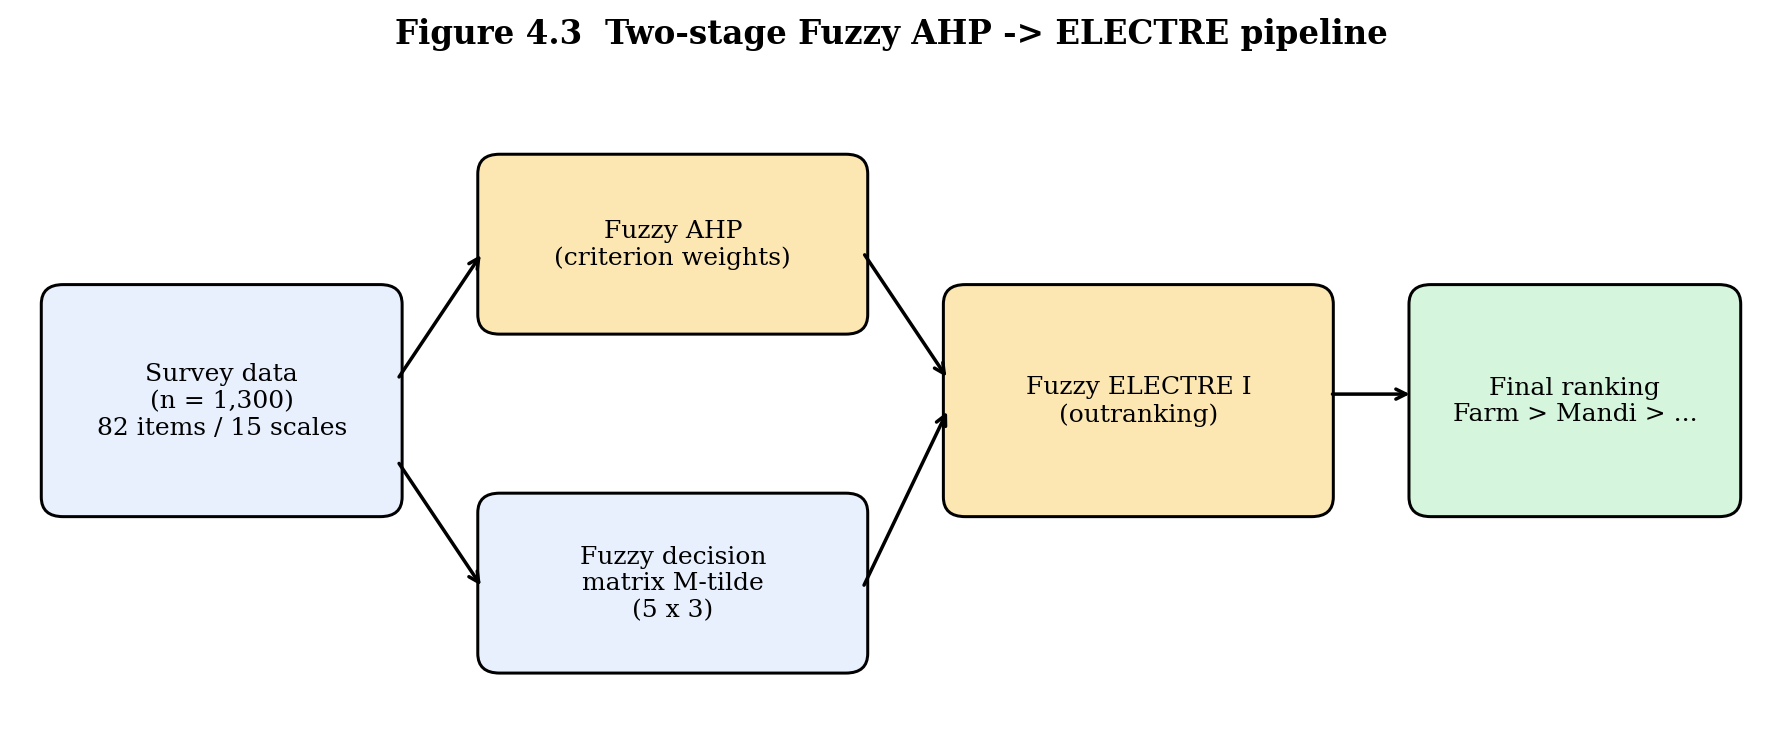 Figure 4.3  Two-stage Fuzzy AHP -> ELECTRE pipeline
Survey data
(n = 1,300)
82 items / 15 scales
Fuzzy AHP
(criterion weights)
Fuzzy decision
matrix M-tilde
(5 x 3)
Fuzzy ELECTRE I
(outranking)
Final ranking
Farm > Mandi > ...